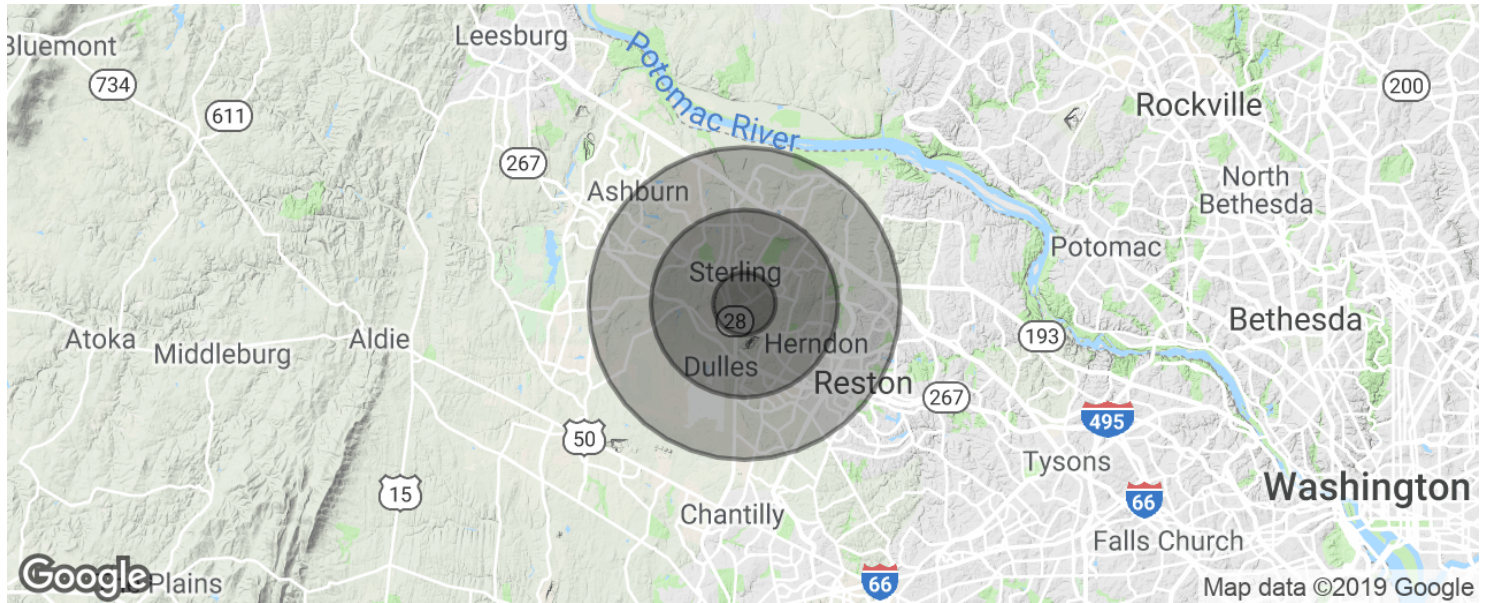 Bluemont
Leesburg
734
611
Potomac River
200
Rockville
267
Ashburn
North
Bethesda
Potomac
Sterling
28
Atoka
Middleburg
Aldie
Herndon
Dulles
Reston
193
Bethesda
267
495
50
Tysons
15
Chantilly
66
Washington
Falls Church
66
Google
Plains
Map data ©2019 Google